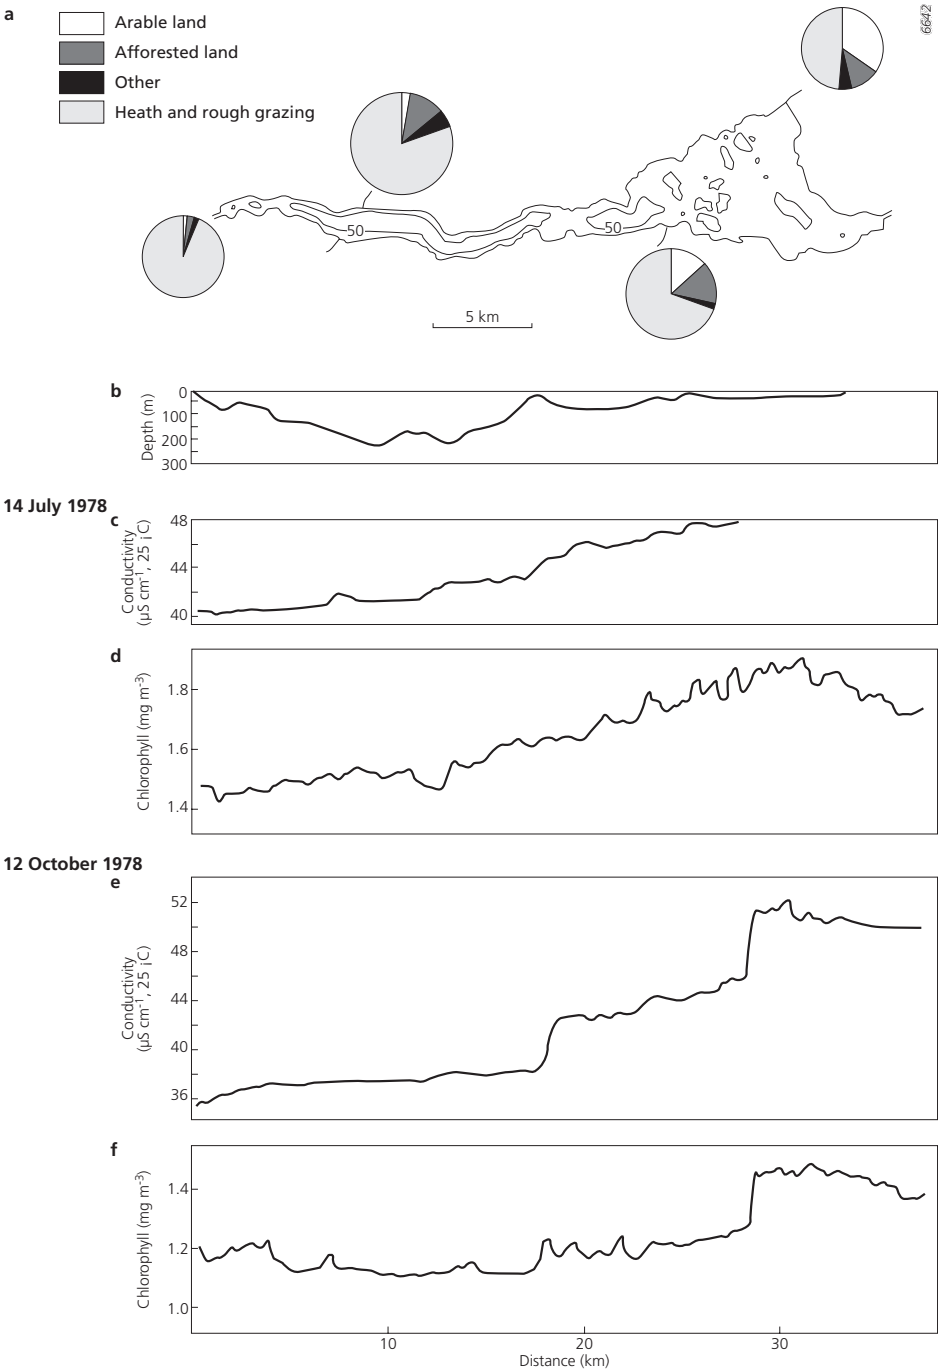 a
6642
Arable land
Afforested land
Other
Heath and rough grazing
50
50
5 km
b
Depth (m)
0
100
200
300
14 July 1978
c
Conductivity
(µS cm-1, 25 ¡C)
48
44
40
d
Chlorophyll (mg m-3)
1.8
1.6
1.4
12 October 1978
e
Conductivity
(µS cm-1, 25 ¡C)
52
48
44
40
36
f
Chlorophyll (mg m-3)
1.4
1.2
1.0
10 20 30
Distance (km)